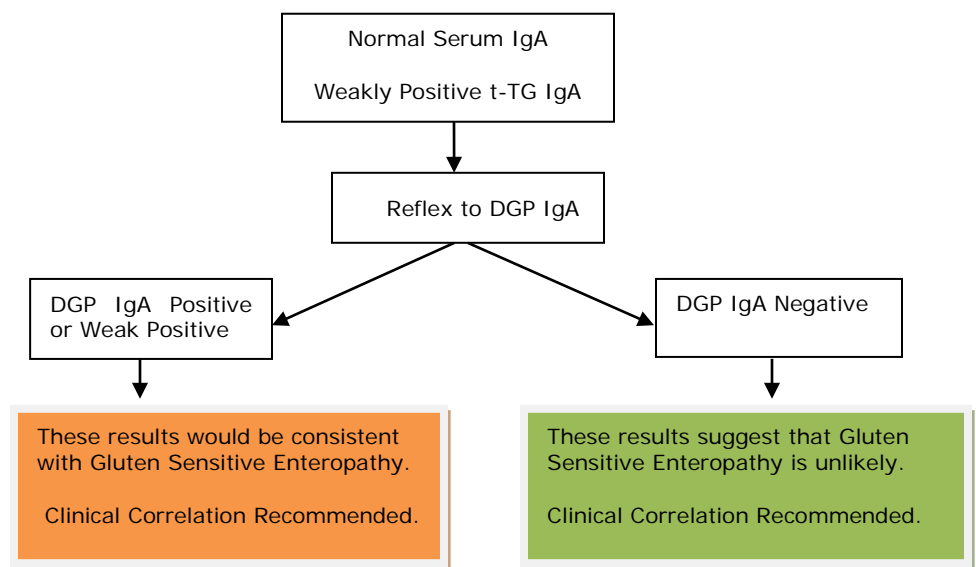 Normal Serum IgA
Weakly Positive t-TG IgA
Reflex to DGP IgA
DGP IgA Positive
or Weak Positive
DGP IgA Negative
These results would be consistent
with Gluten Sensitive Enteropathy.
Clinical Correlation Recommended.
These results suggest that Gluten
Sensitive Enteropathy is unlikely.
Clinical Correlation Recommended.